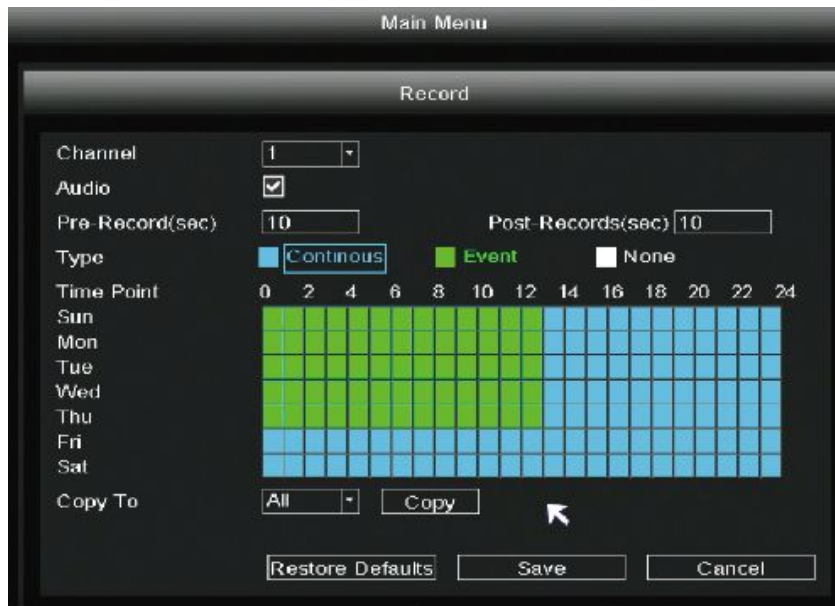 Main Menu
Record
Channel 1
Audio
Pre-Record(sec) 10 Post-Records(sec) 10
Type Continous Event None
Time Point 0 2 4 6 8 10 12 14 16 18 20 22 24
Sun
Mon
Tue
Wed
Thu
Fri
Sat
Copy To All Copy
Restore Defaults Save Cancel